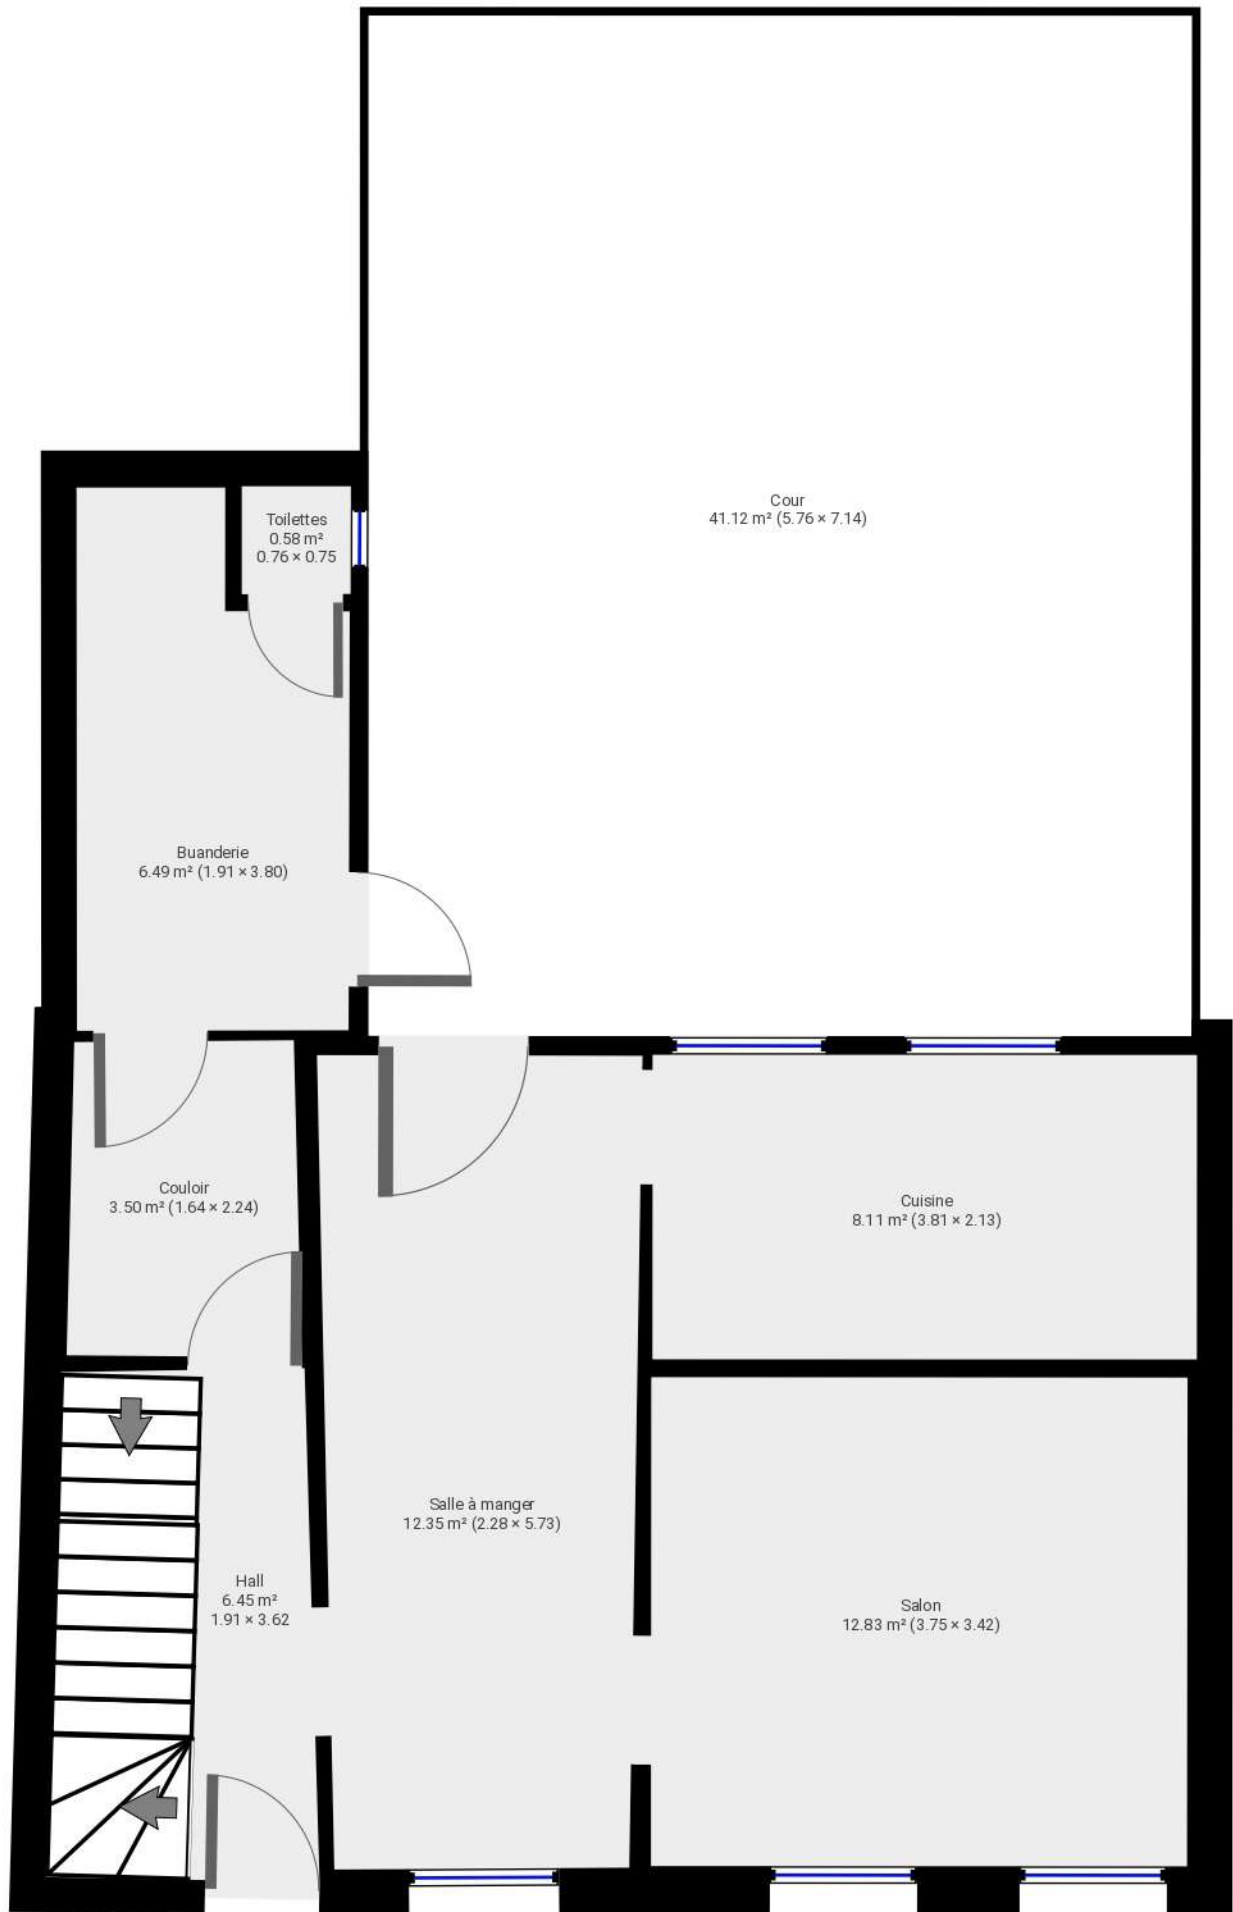 Cour
41.12 m² (5.76 × 7.14)
Toilettes
0.58 m²
0.76 × 0.75
Buanderie
6.49 m² (1.91 × 3.80)
Couloir
3.50 m² (1.64 × 2.24)
Cuisine
8.11 m² (3.81 × 2.13)
Salle à manger
12.35 m² (2.28 × 5.73)
Hall
6.45 m²
1.91 × 3.62
Salon
12.83 m² (3.75 × 3.42)